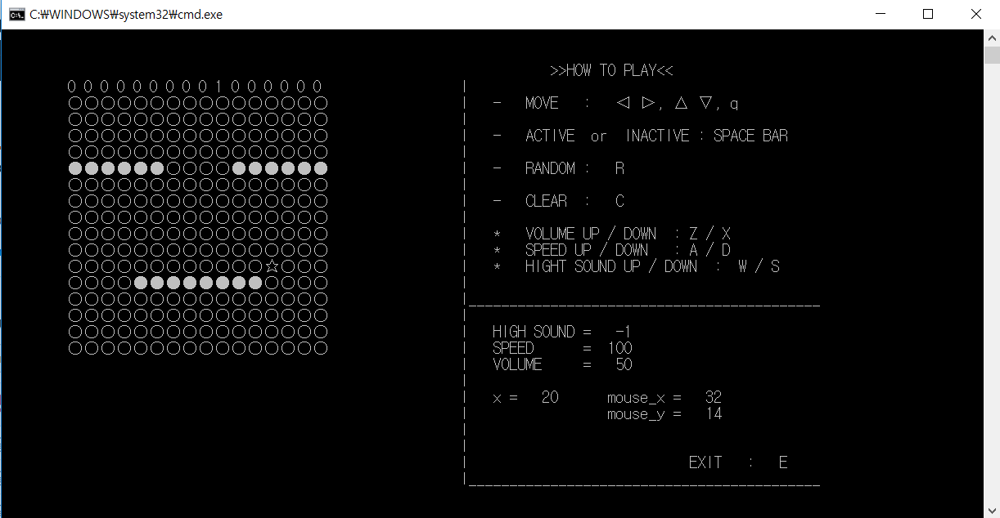 C:₩WINDOWS₩system32₩cmd.exe
0 0 0 0 0 0 0 0 0 1 0 0 0 0 0 0
○○○○○○○○○○○○○○○○
○○○○○○○○○○○○○○○○
○○○○○○○○○○○○○○○○
○○○○○○○○○○○○○○○○
●●●●●●○○○○●●●●●●
○○○○○○○○○○○○○○○○
○○○○○○○○○○○○○○○○
○○○○○○○○○○○○○○○○
○○○○○○○○○○○○○○○○
○○○○○○○○○○○○○○○○
○○○○○○○○○○○○☆○○○
○○○○●●●●●●●●○○○○
○○○○○○○○○○○○○○○○
○○○○○○○○○○○○○○○○
○○○○○○○○○○○○○○○○
○○○○○○○○○○○○○○○○
>>HOW TO PLAY<<
- MOVE : ◁ ▷, △ ▽, q
- ACTIVE or INACTIVE : SPACE BAR
- RANDOM : R
- CLEAR : C
* VOLUME UP / DOWN : Z / X
* SPEED UP / DOWN : A / D
* HIGHT SOUND UP / DOWN : W / S
HIGH SOUND = -1
SPEED = 100
VOLUME = 50
x = 20 mouse_x = 32
mouse_y = 14
EXIT : E